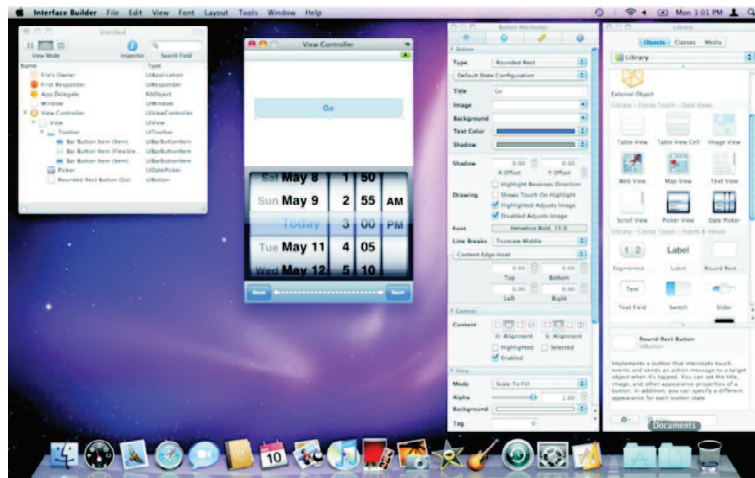 Interface Builder File Edit View Font Layout Tools Window Help
Mon 3:01 PM
Untitled
View Mode Inspector Search Field
Name Type
File's Owner UIApplication
First Responder UIResponder
App Delegate NSObject
Window UIWindow
View Controller UIViewController
View UIView
Toolbar UIToolbar
Bar Button Item (Item) UIBarButtonItem
Bar Button Item (Flexible... UIBarButtonItem
Bar Button Item (Item) UIBarButtonItem
Picker UIDatePicker
Rounded Rect Button (Go) UIButton
View Controller
Go
Sat May 8 1 50
Sun May 9 2 55 AM
Today 3 00 PM
Tue May 11 4 05
Wed May 12 5 10
Item Item
Button Attributes
Button
Type Rounded Rect
Default State Configuration
Title Go
Image
Background
Text Color
Shadow
Shadow 0.00 0.00
X Offset Y Offset
Highlight Reverses Direction
Drawing Shows Touch On Highlight
Highlighted Adjusts Image
Disabled Adjusts Image
Font Helvetica Bold, 15.0
Line Breaks Truncate Middle
Content Edge Inset
0.00 0.00
Top Bottom
0.00 0.00
Left Right
Control
Content
H. Alignment V. Alignment
Highlighted Selected
Enabled
View
Mode Scale To Fill
Alpha 1.00
Background
Tag 0
Library
Objects Classes Media
Library
External Object
Library - Cocoa Touch - Data Views
Table View Table View Cell Image View
Web View Map View Text View
Scroll View Picker View Date Picker
Library - Cocoa Touch - Inputs & Values
1 2 Label
Segmented ... Label Round Rect ...
Text
Text Field Switch Slider
Round Rect Button
UIButton
Implements a button that intercepts touch
events and sends an action message to a target
object when it's tapped. You can set the title,
image, and other appearance properties of a
button. In addition, you can specify a different
appearance for each button state.
Documents
10